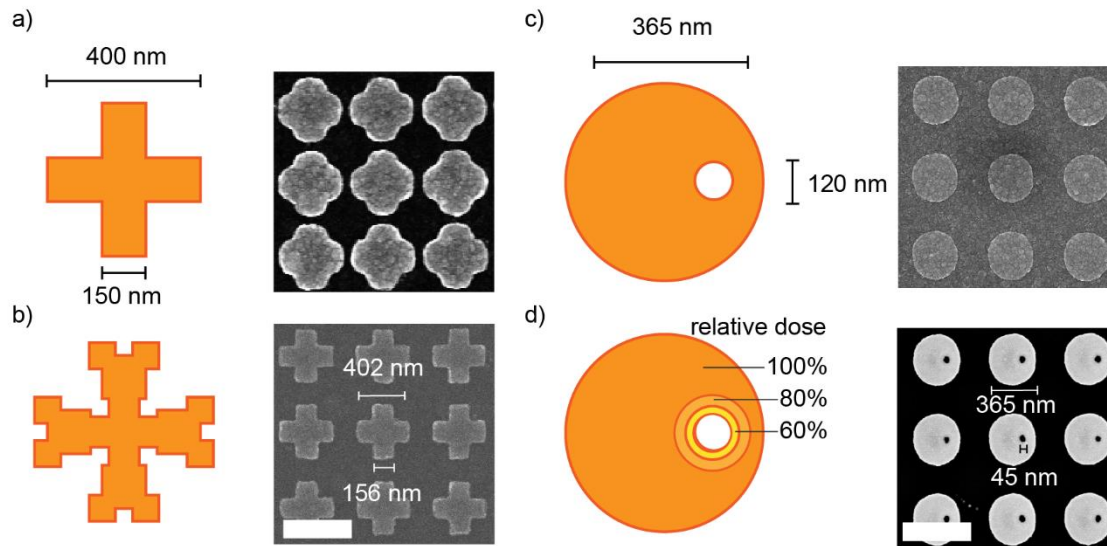 a)
400 nm
150 nm
b)
402 nm
156 nm
c)
365 nm
120 nm
d)
relative dose
100%
80%
60%
365 nm
45 nm